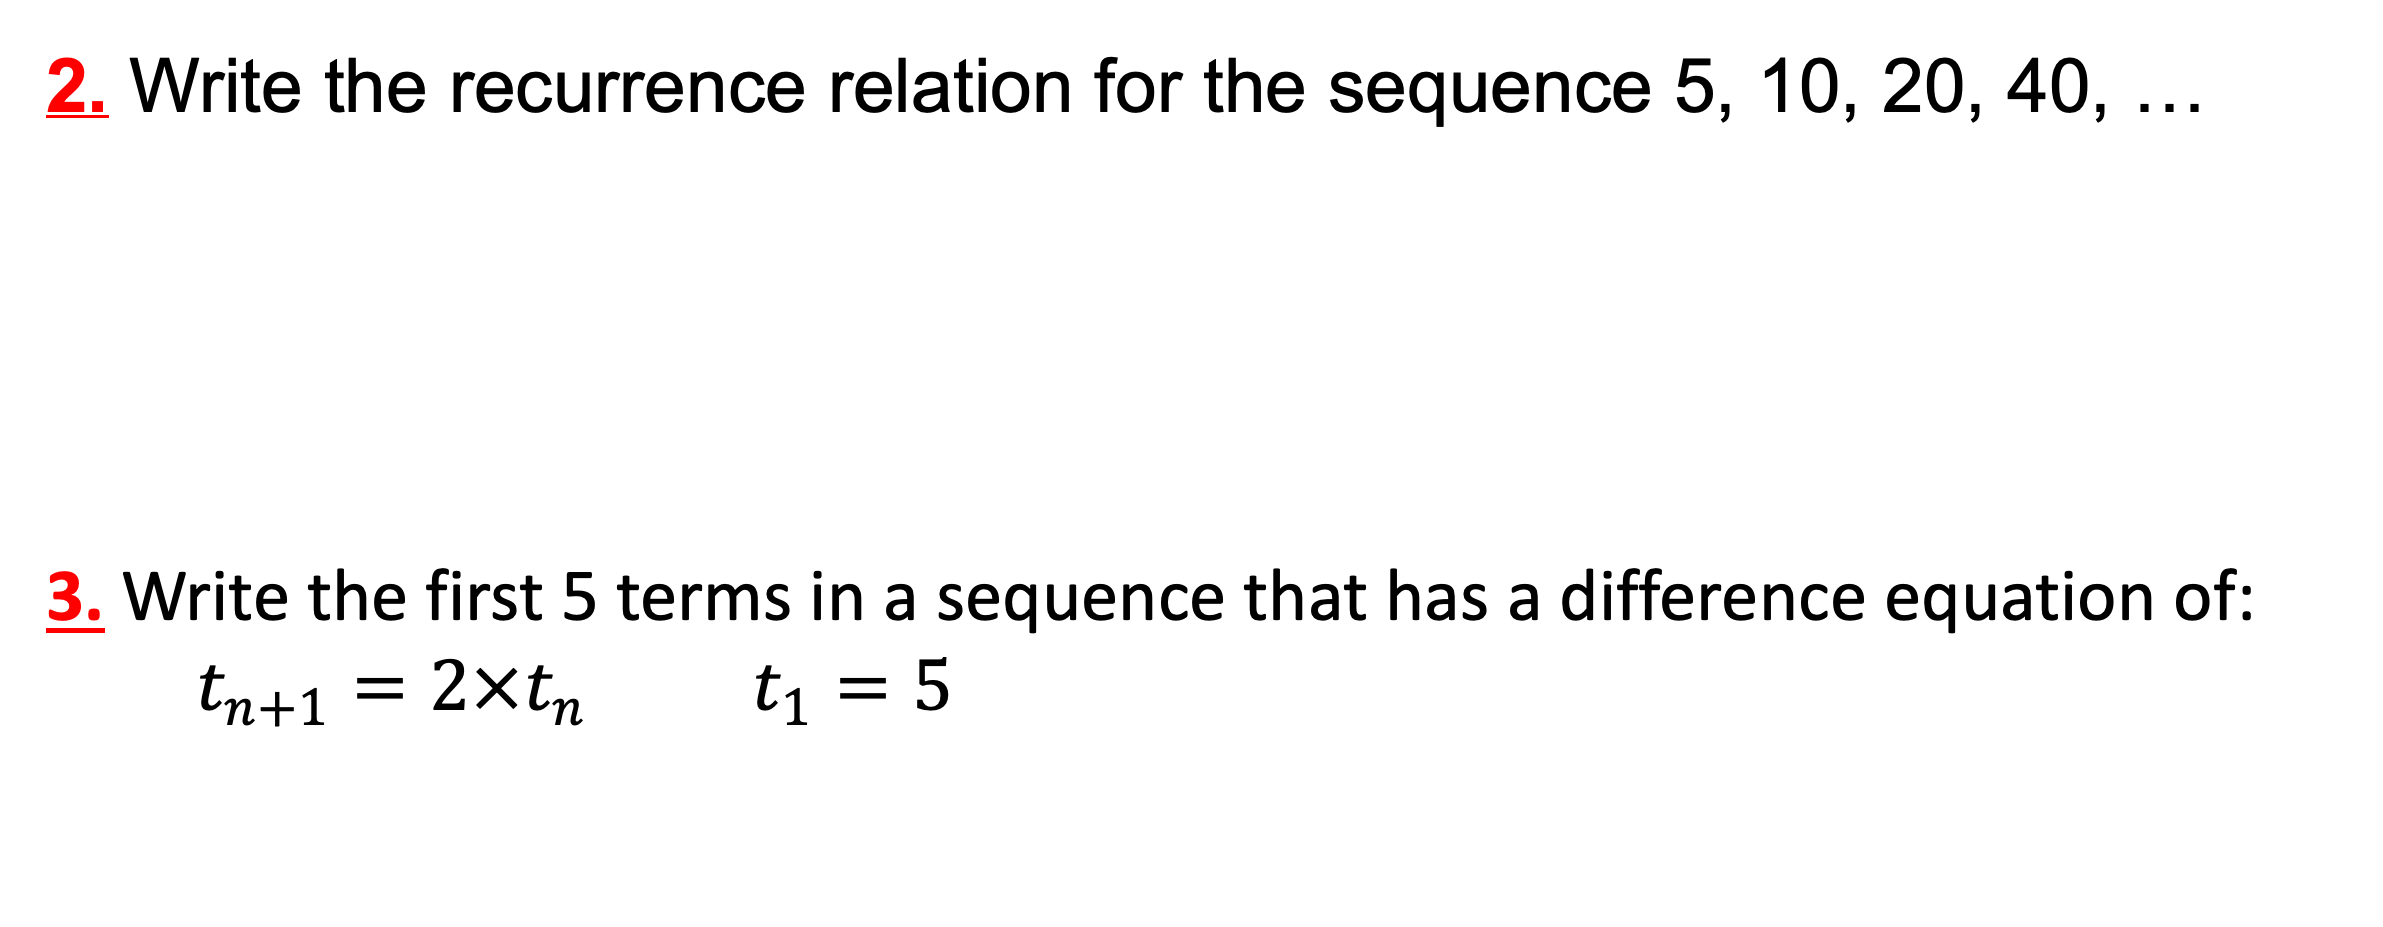 2. Write the recurrence relation for the sequence 5, 10, 20, 40, …
3. Write the first 5 terms in a sequence that has a difference equation of:
tₙ₊₁ = 2×tₙ t₁ = 5